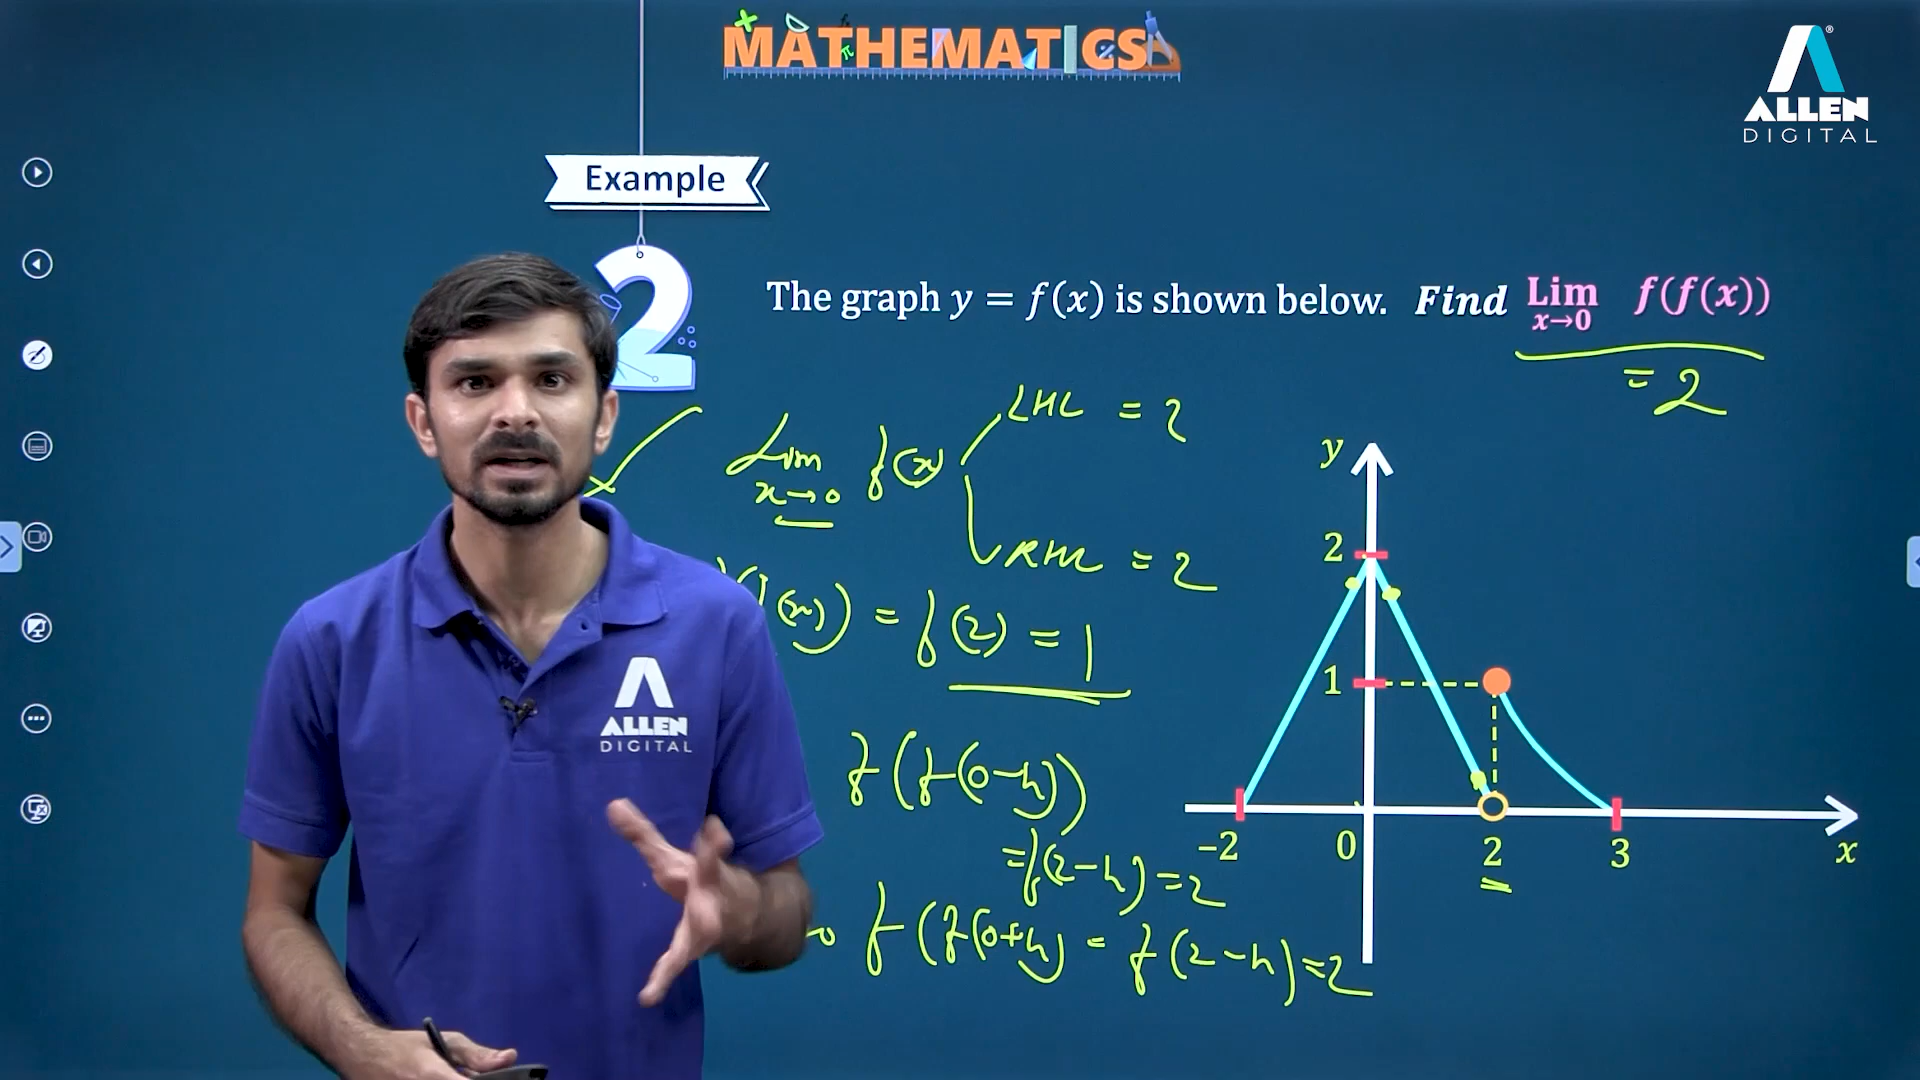 MATHEMATICS
ALLEN
DIGITAL
Example
2
The graph y = f(x) is shown below. Find Lim x→0 f(f(x))
= 2
Lim x→0 f(x)
LHL = 2
RHL = 2
(x)) = f(2) = 1
f(f(0-h))
= f(2-h) = 2
f(f(0+h) = f(2-h) = 2
y
2
1
-2 0 2 3 x
ALLEN
DIGITAL